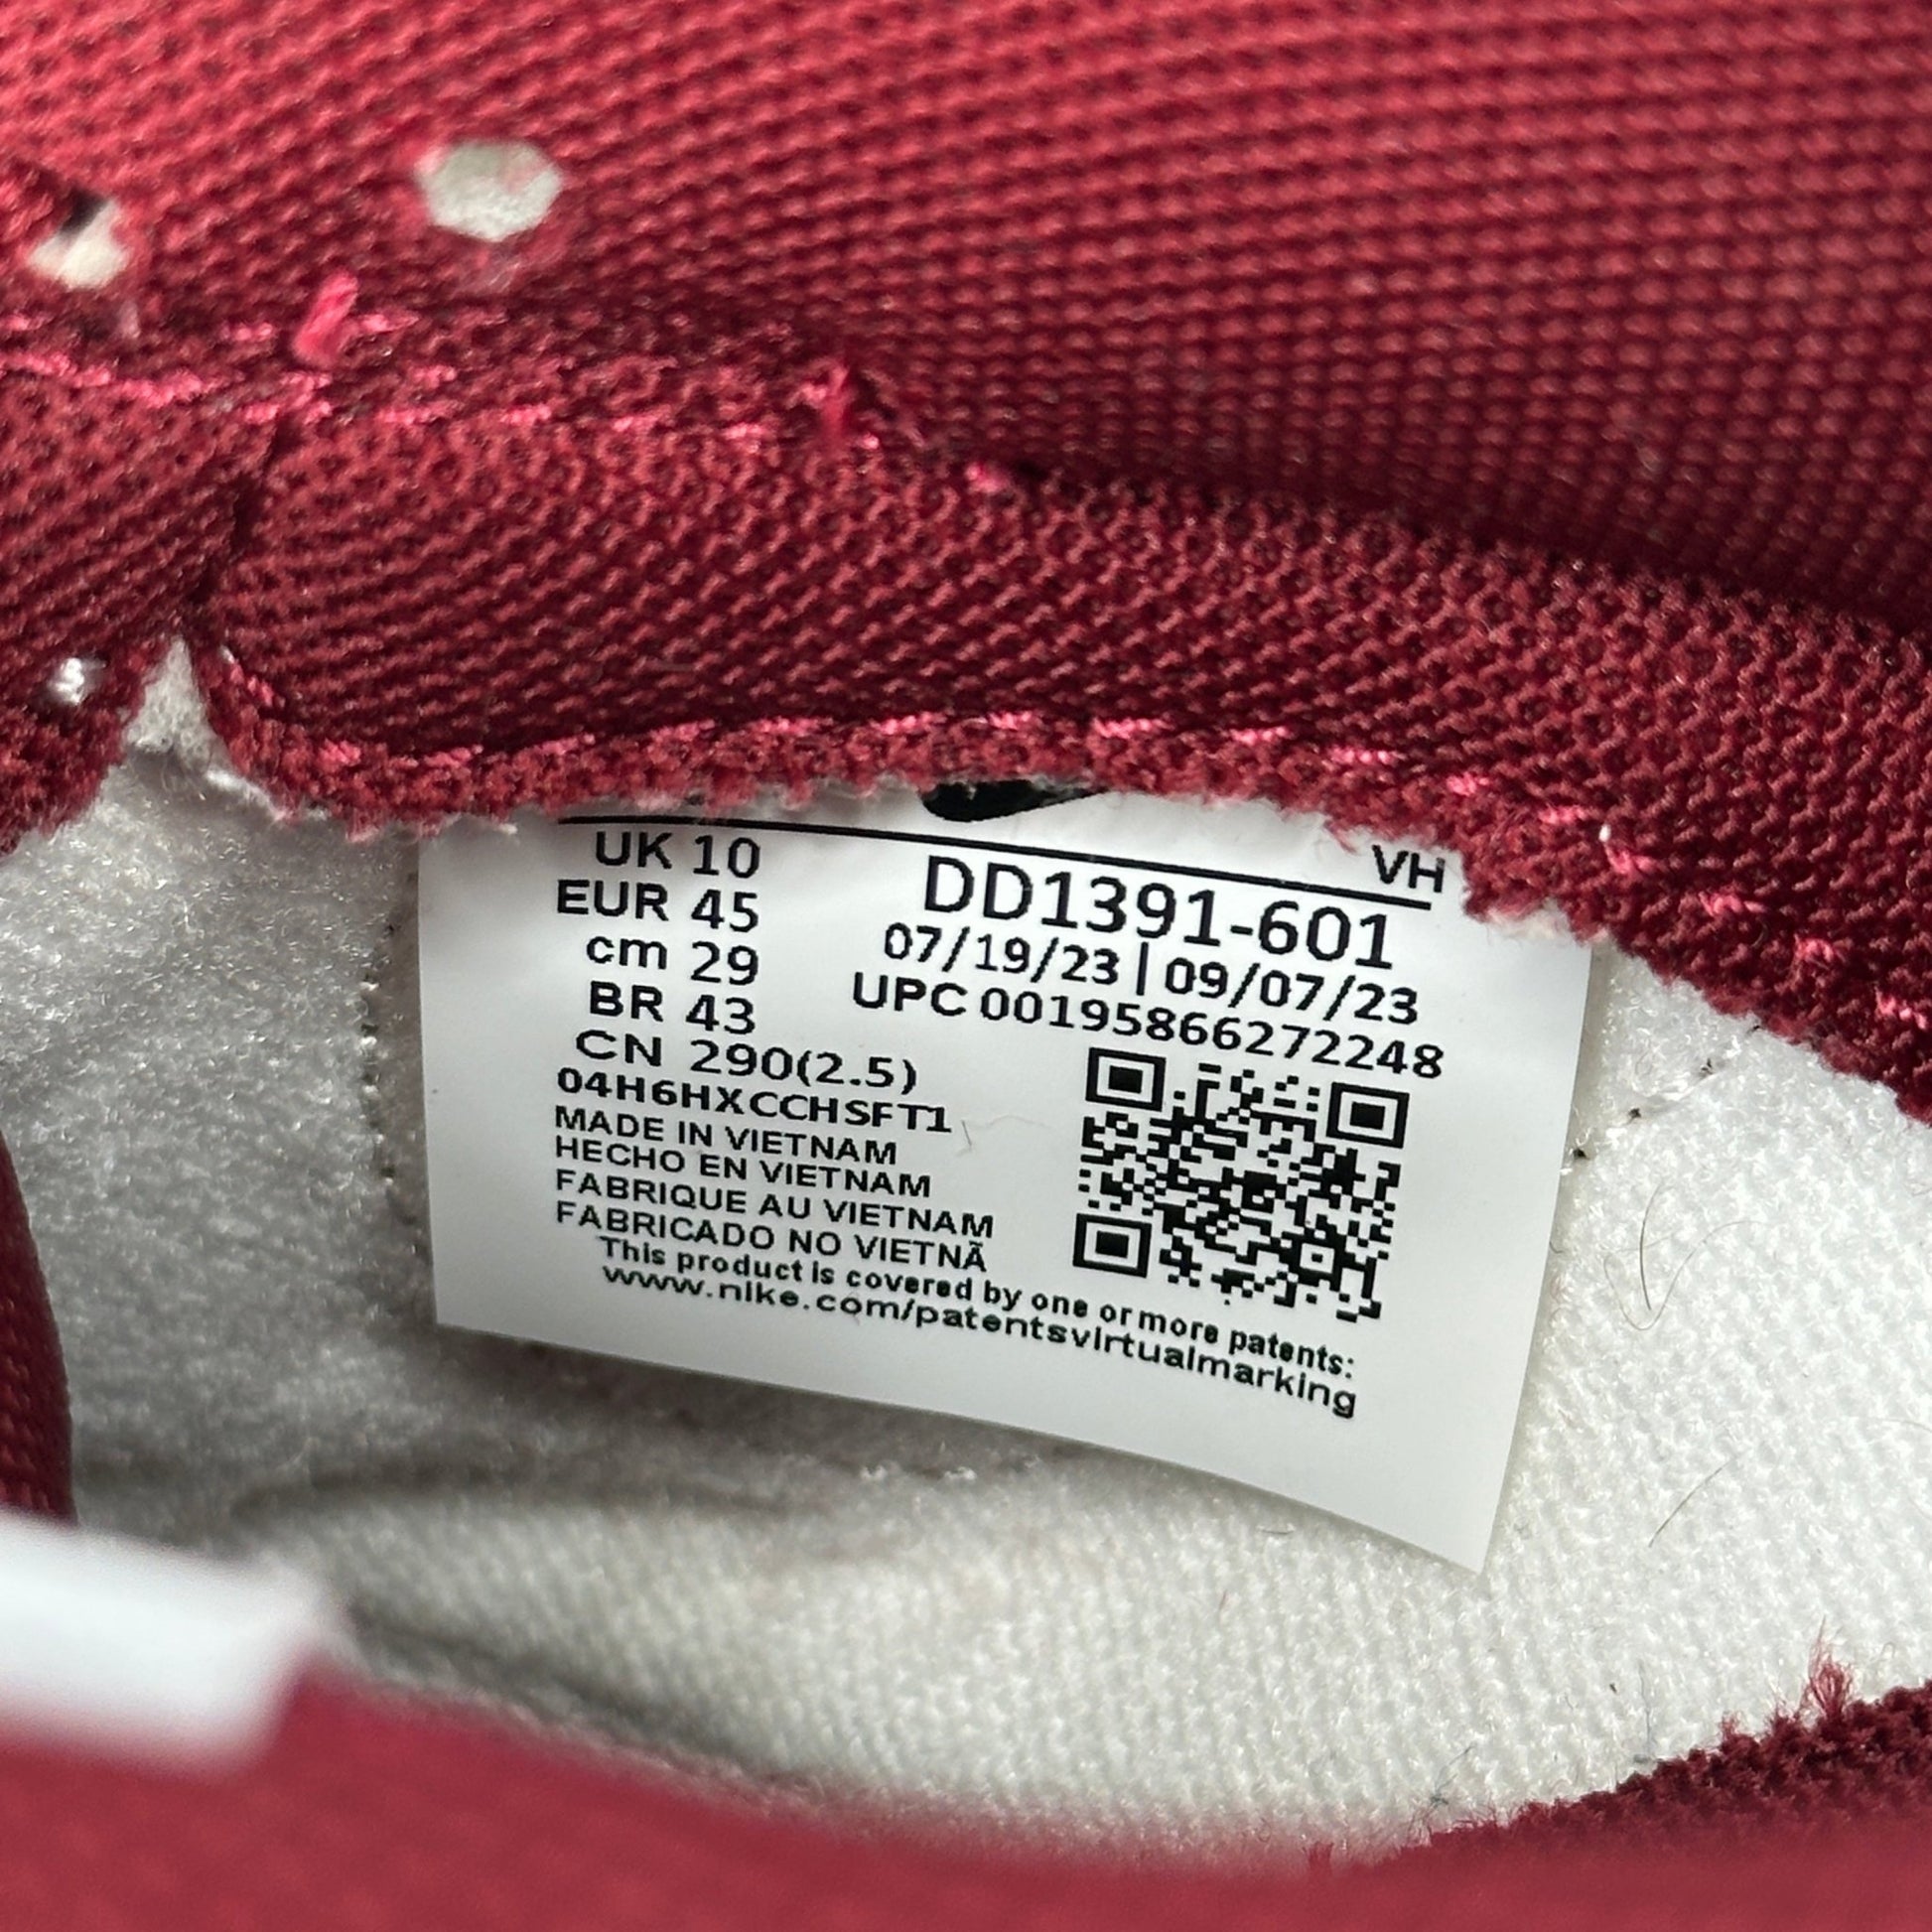 VH
UK 10
EUR 45
cm 29
BR 43
CN 290(2.5)
DD1391-601
07/19/23 | 09/07/23
UPC 00195866272248
04H6HXCCHSFT1
MADE IN VIETNAM
HECHO EN VIETNAM
FABRIQUE AU VIETNAM
FABRICADO NO VIETNÃ
This product is covered by one or more patents:
www.nike.com/patentsvirtualmarking